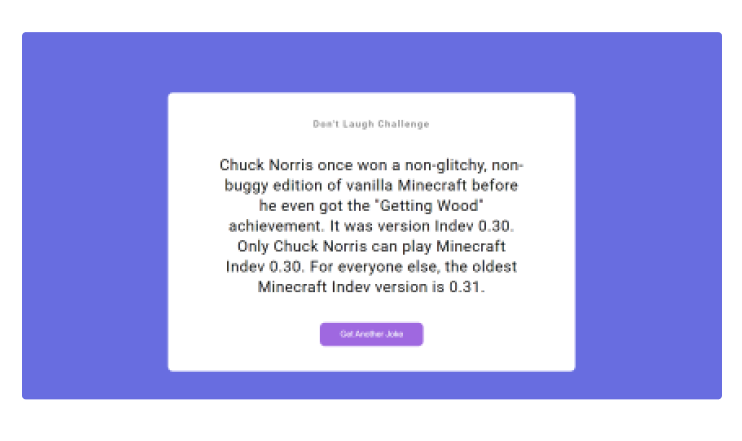 Don't Laugh Challenge
Chuck Norris once won a non-glitchy, non-
buggy edition of vanilla Minecraft before
he even got the "Getting Wood"
achievement. It was version Indev 0.30.
Only Chuck Norris can play Minecraft
Indev 0.30. For everyone else, the oldest
Minecraft Indev version is 0.31.
Get Another Joke